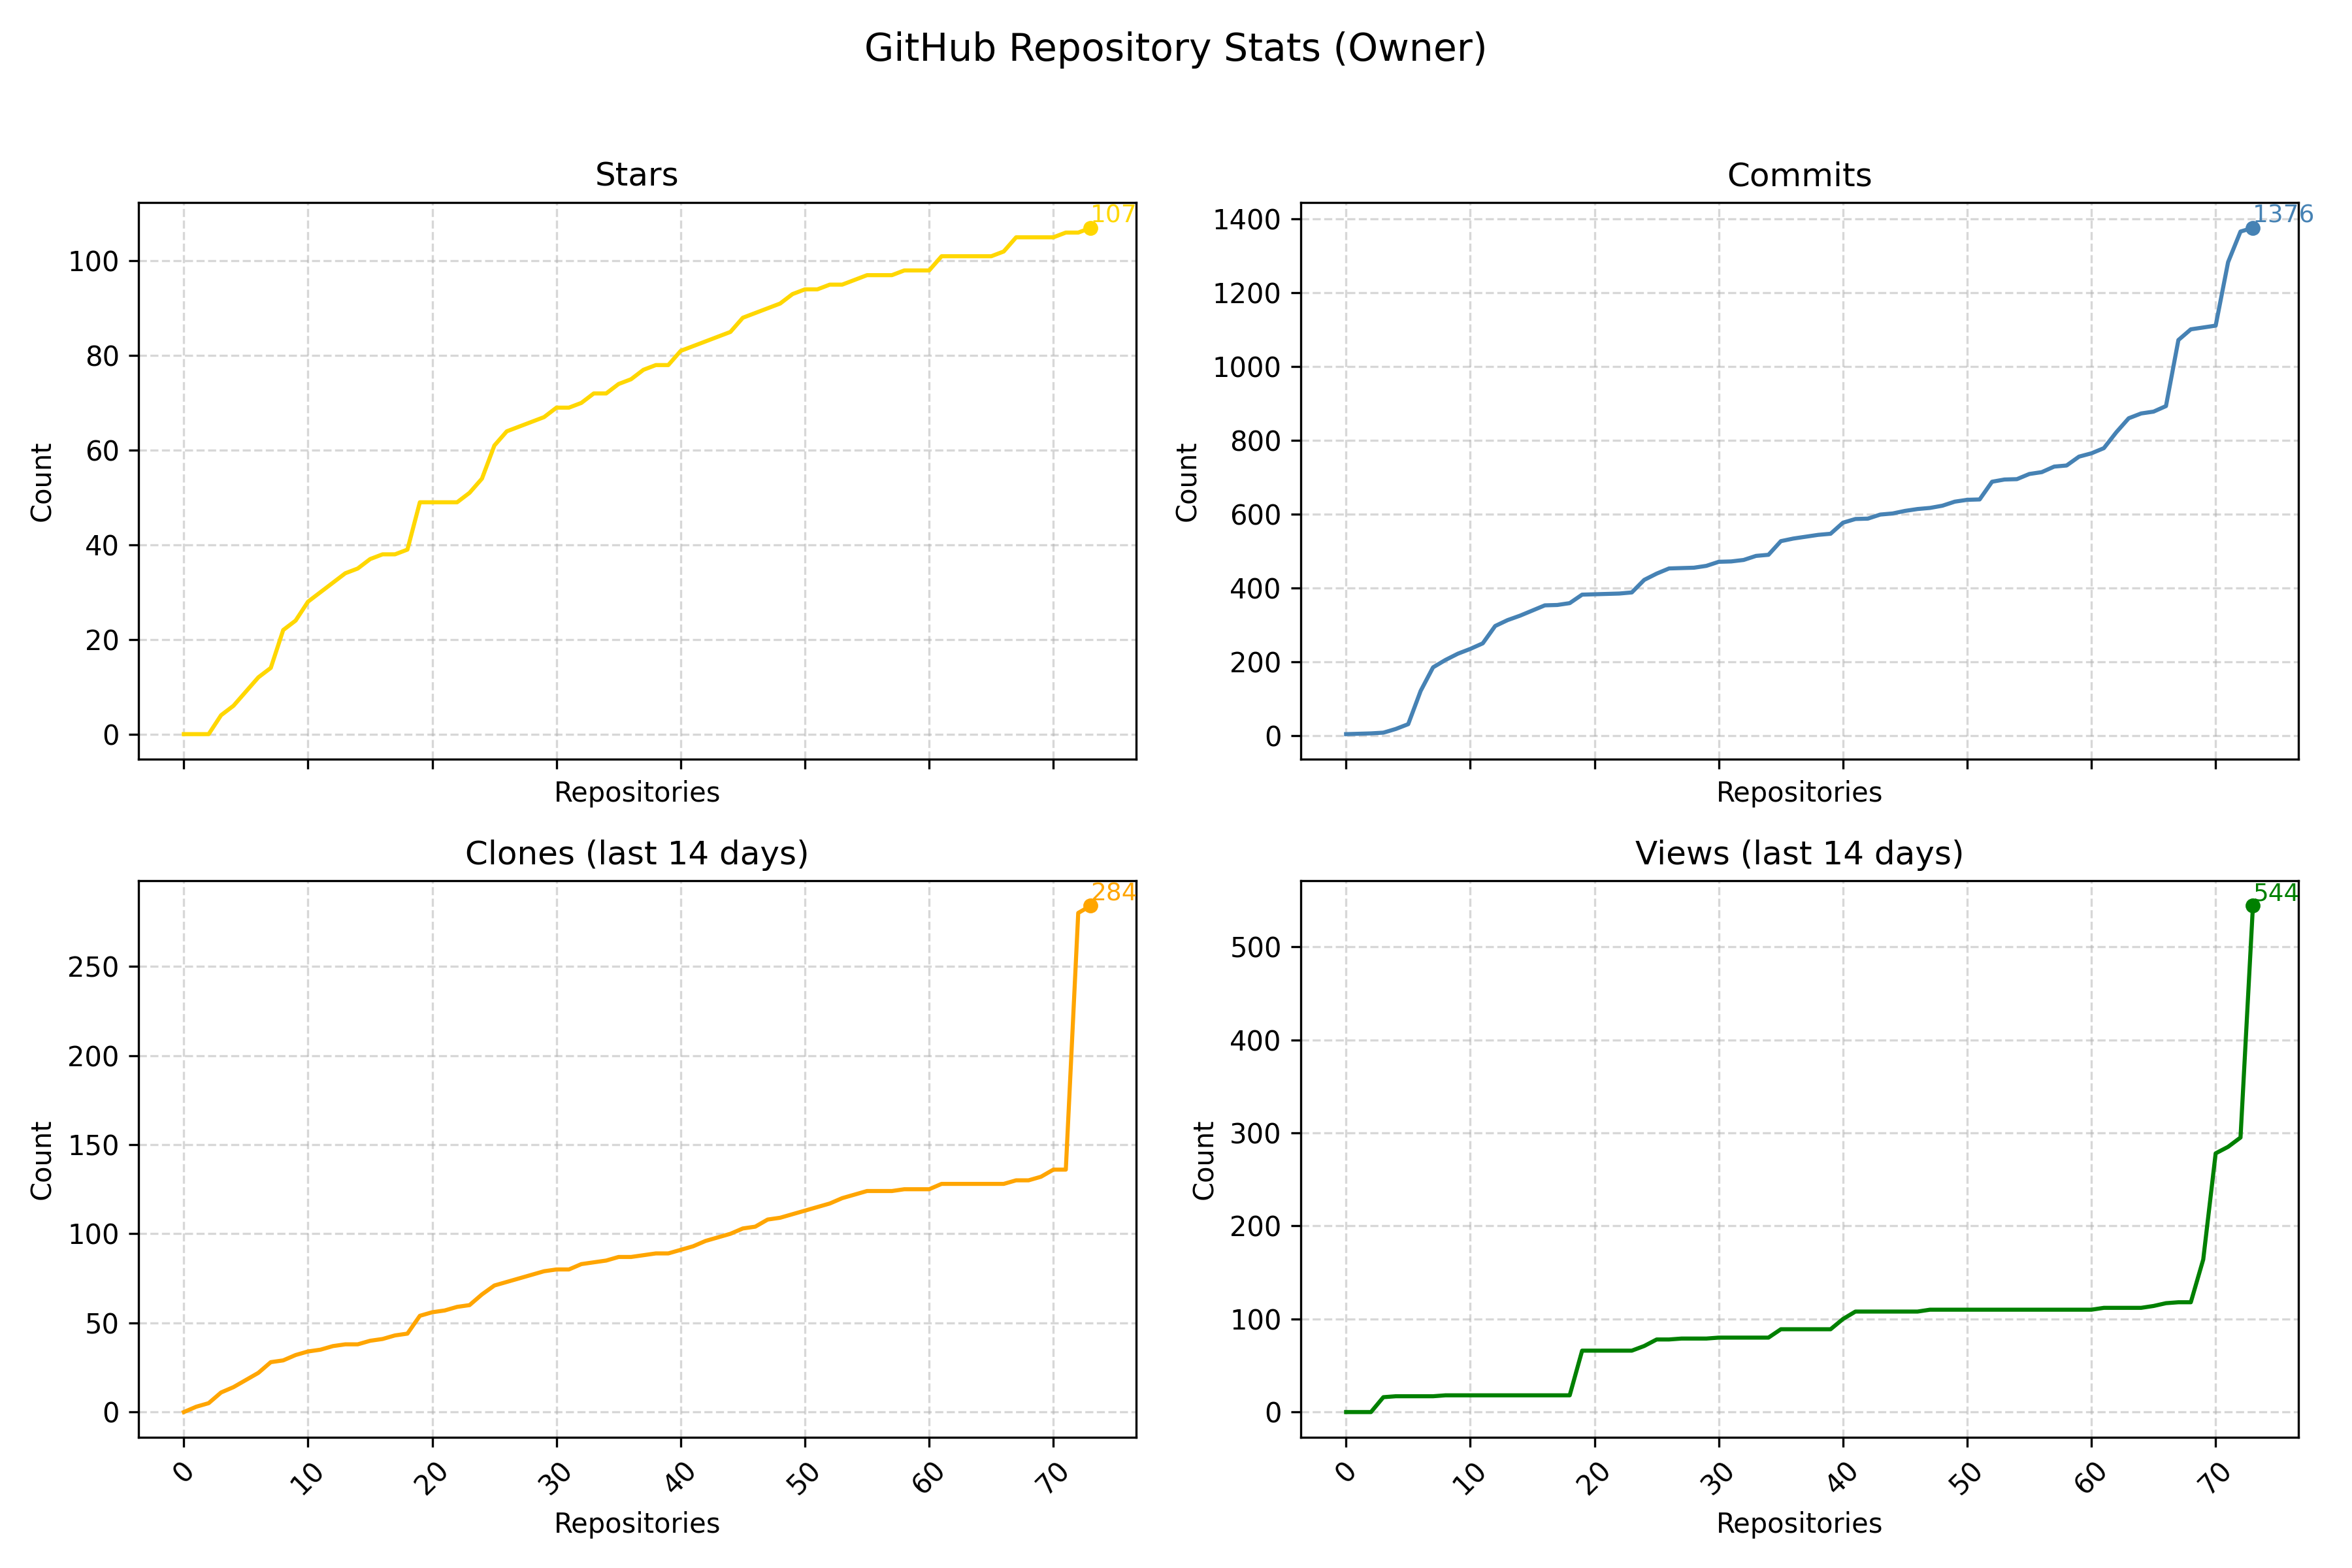 GitHub Repository Stats (Owner)
Stars
107
100
80
60
40
20
0
Count
Repositories
Commits
1376
1400
1200
1000
800
600
400
200
0
Count
Repositories
Clones (last 14 days)
284
250
200
150
100
50
0
Count
0 10 20 30 40 50 60 70
Repositories
Views (last 14 days)
544
500
400
300
200
100
0
Count
0 10 20 30 40 50 60 70
Repositories